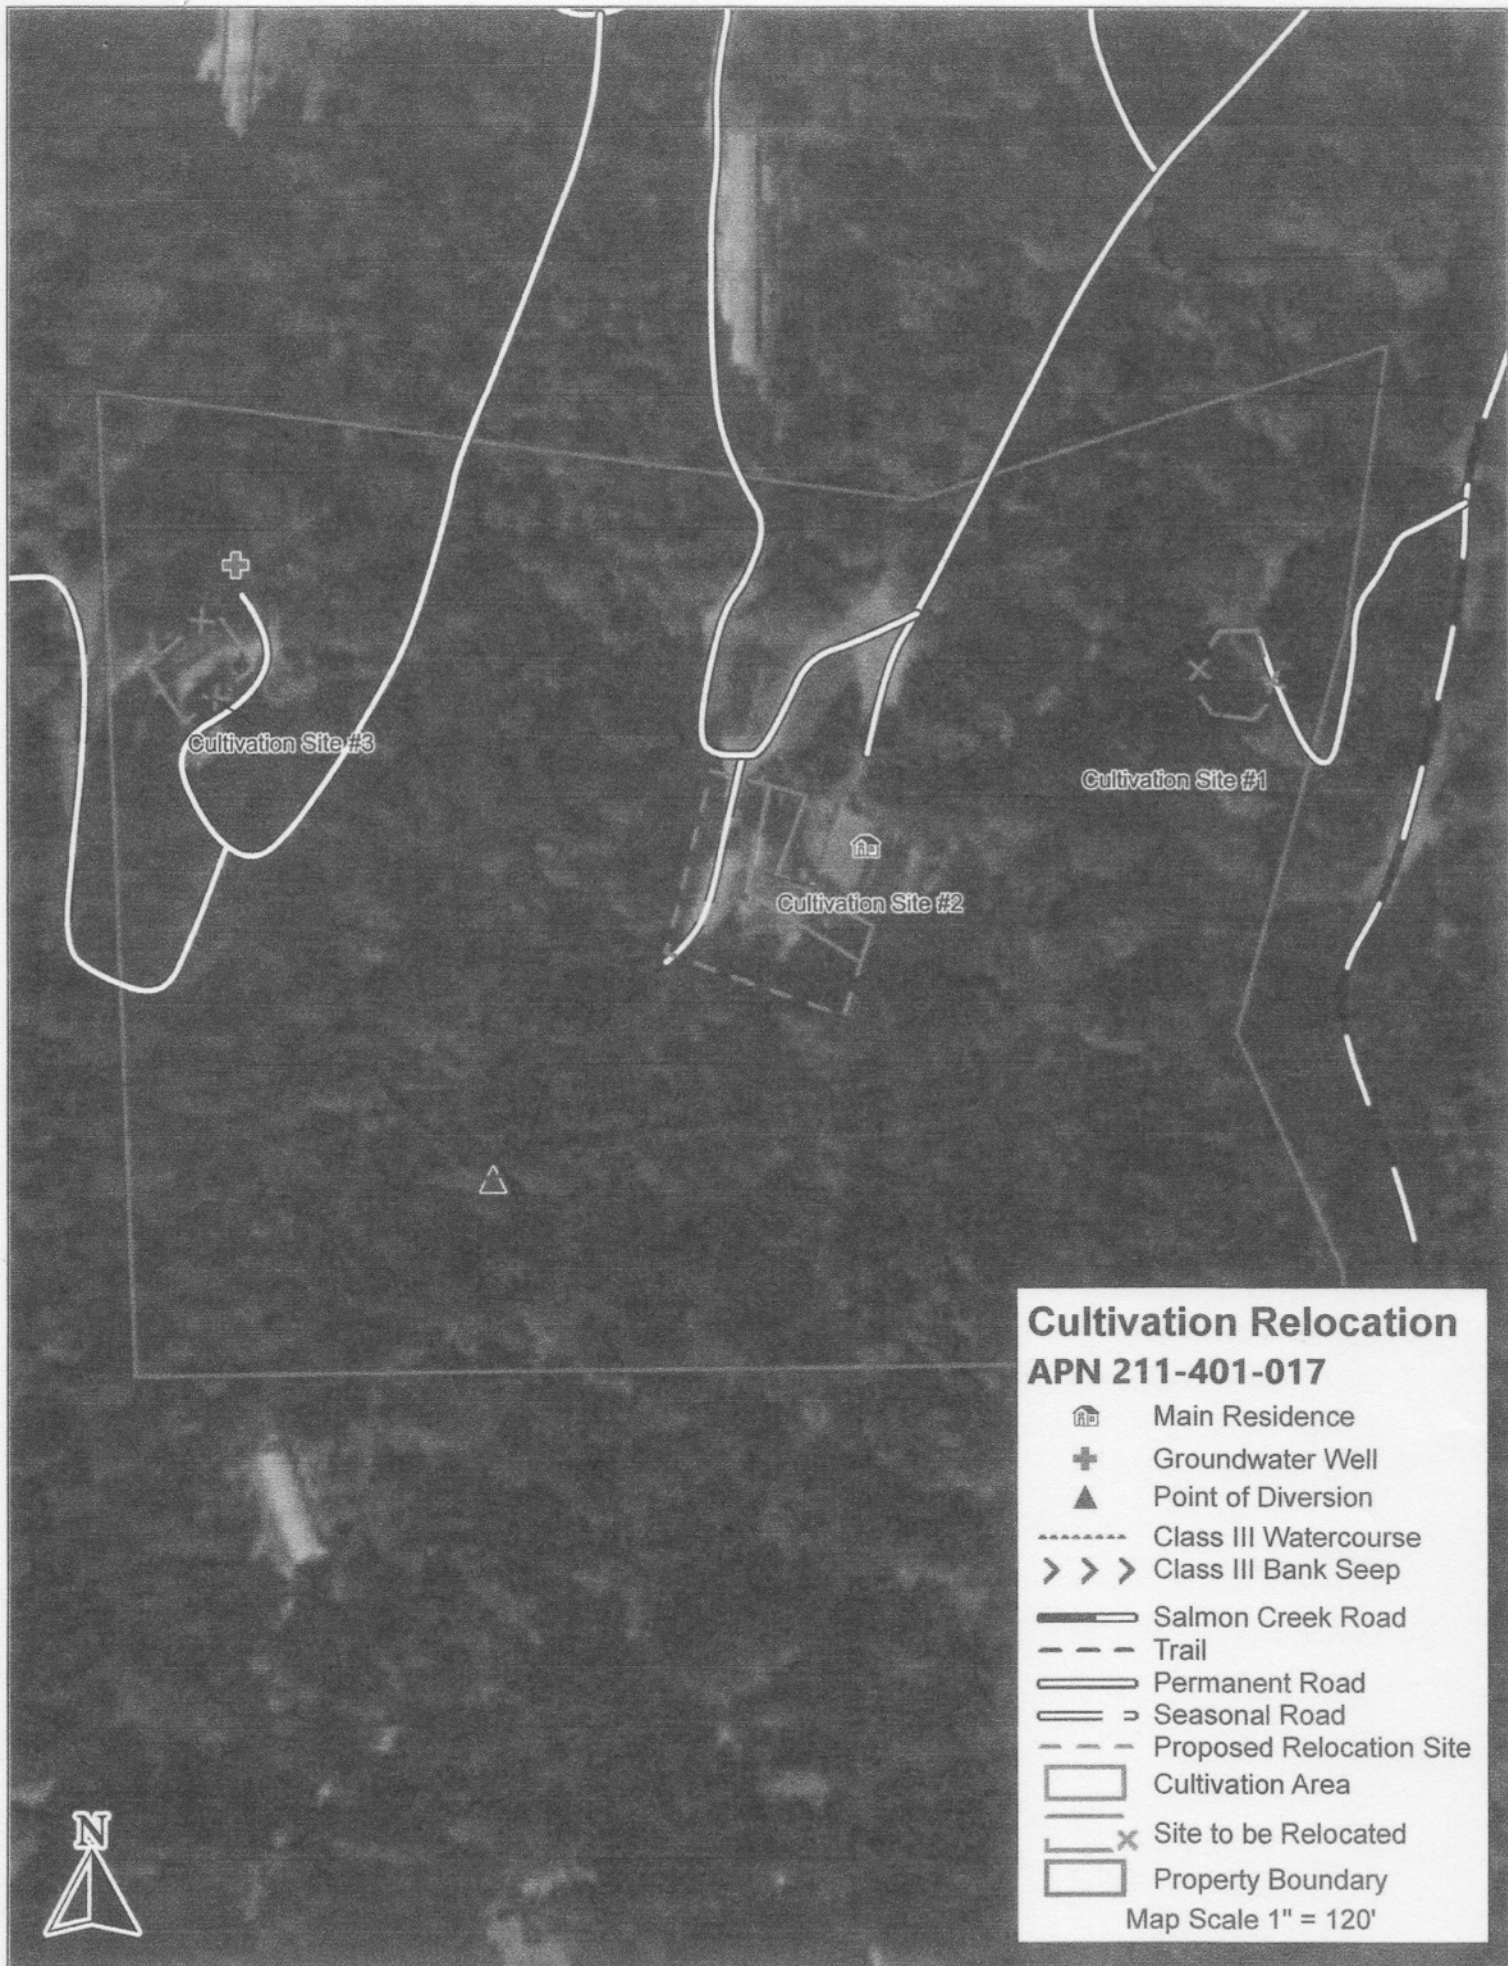 Cultivation Site #3
Cultivation Site #1
Cultivation Site #2
Cultivation Relocation
APN 211-401-017
Main Residence
Groundwater Well
Point of Diversion
Class III Watercourse
Class III Bank Seep
Salmon Creek Road
Trail
Permanent Road
Seasonal Road
Proposed Relocation Site
Cultivation Area
Site to be Relocated
Property Boundary
Map Scale 1" = 120'
N